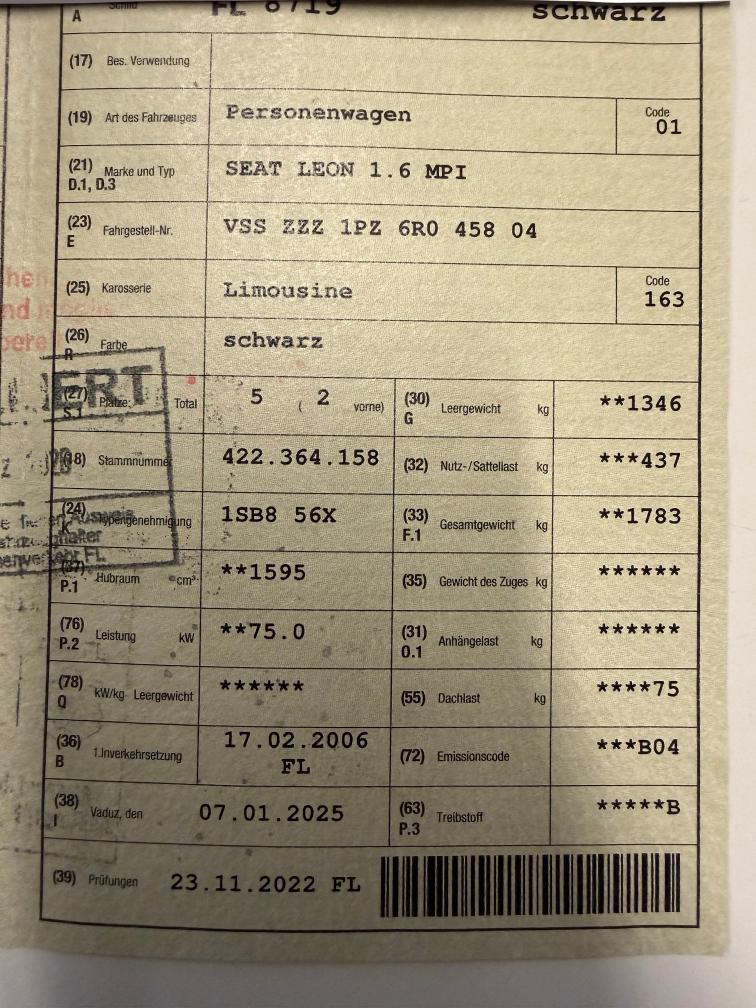 A schwarz
(17) Bes. Verwendung
(19) Art des Fahrzeuges Personenwagen Code 01
(21) D.1, D.3 Marke und Typ SEAT LEON 1.6 MPI
(23) E Fahrgestell-Nr. VSS ZZZ 1PZ 6R0 458 04
(25) Karosserie Limousine Code 163
(26) R Farbe schwarz
(27) S.1 Plätze: Total 5 ( 2 vorne) (30) G Leergewicht kg **1346
(18) Stammnummer 422.364.158 (32) Nutz-/Sattellast kg ***437
(24) K Typengenehmigung 1SB8 56X (33) F.1 Gesamtgewicht kg **1783
(37) P.1 Hubraum cm³ **1595 (35) Gewicht des Zuges kg ******
(76) P.2 Leistung kW **75.0 (31) O.1 Anhängelast kg ******
(78) Q kW/kg Leergewicht ****** (55) Dachlast kg ****75
(36) B 1.Inverkehrsetzung 17.02.2006 FL (72) Emissionscode ***B04
(38) I Vaduz, den 07.01.2025 (63) P.3 Treibstoff *****B
(39) Prüfungen 23.11.2022 FL